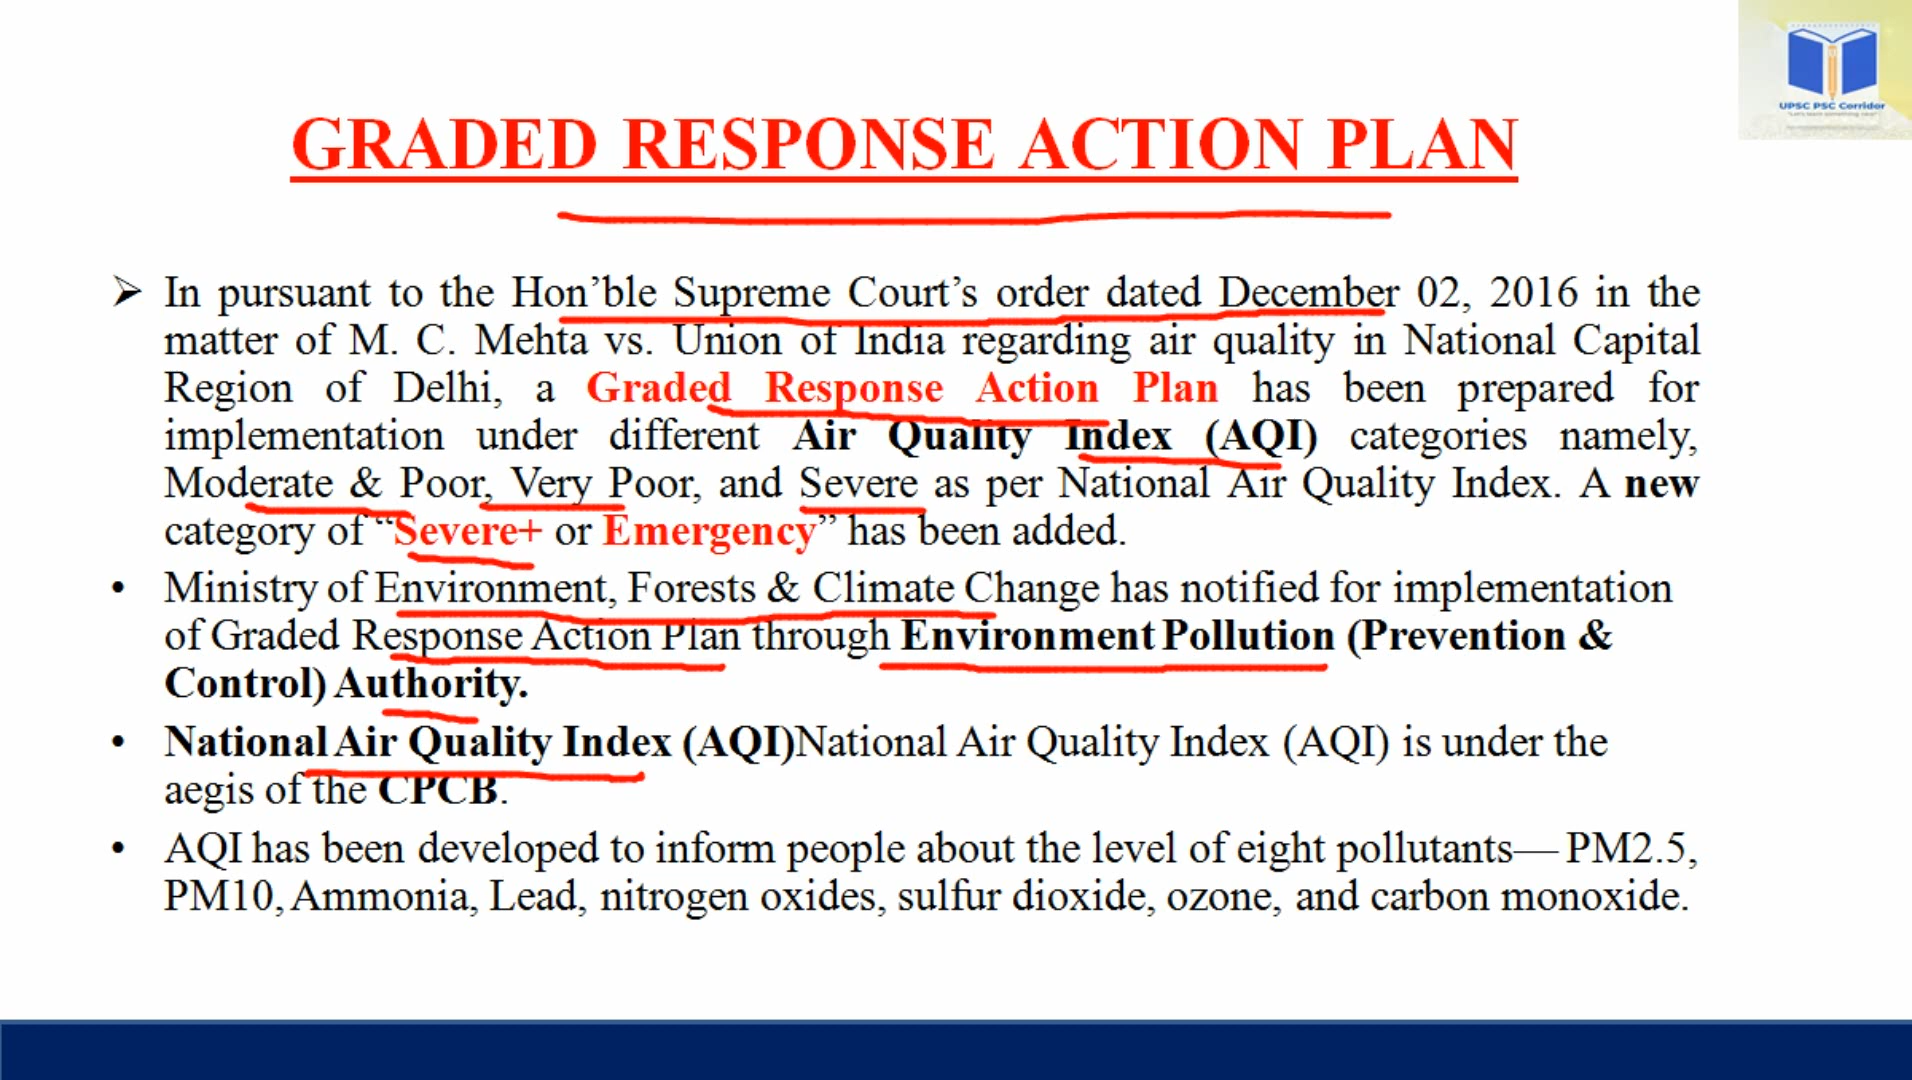 UPSC PSC Corridor
GRADED RESPONSE ACTION PLAN
➢ In pursuant to the Hon’ble Supreme Court’s order dated December 02, 2016 in the
matter of M. C. Mehta vs. Union of India regarding air quality in National Capital
Region of Delhi, a Graded Response Action Plan has been prepared for
implementation under different Air Quality Index (AQI) categories namely,
Moderate & Poor, Very Poor, and Severe as per National Air Quality Index. A new
category of “Severe+ or Emergency” has been added.
• Ministry of Environment, Forests & Climate Change has notified for implementation
of Graded Response Action Plan through Environment Pollution (Prevention &
Control) Authority.
• National Air Quality Index (AQI)National Air Quality Index (AQI) is under the
aegis of the CPCB.
• AQI has been developed to inform people about the level of eight pollutants— PM2.5,
PM10, Ammonia, Lead, nitrogen oxides, sulfur dioxide, ozone, and carbon monoxide.